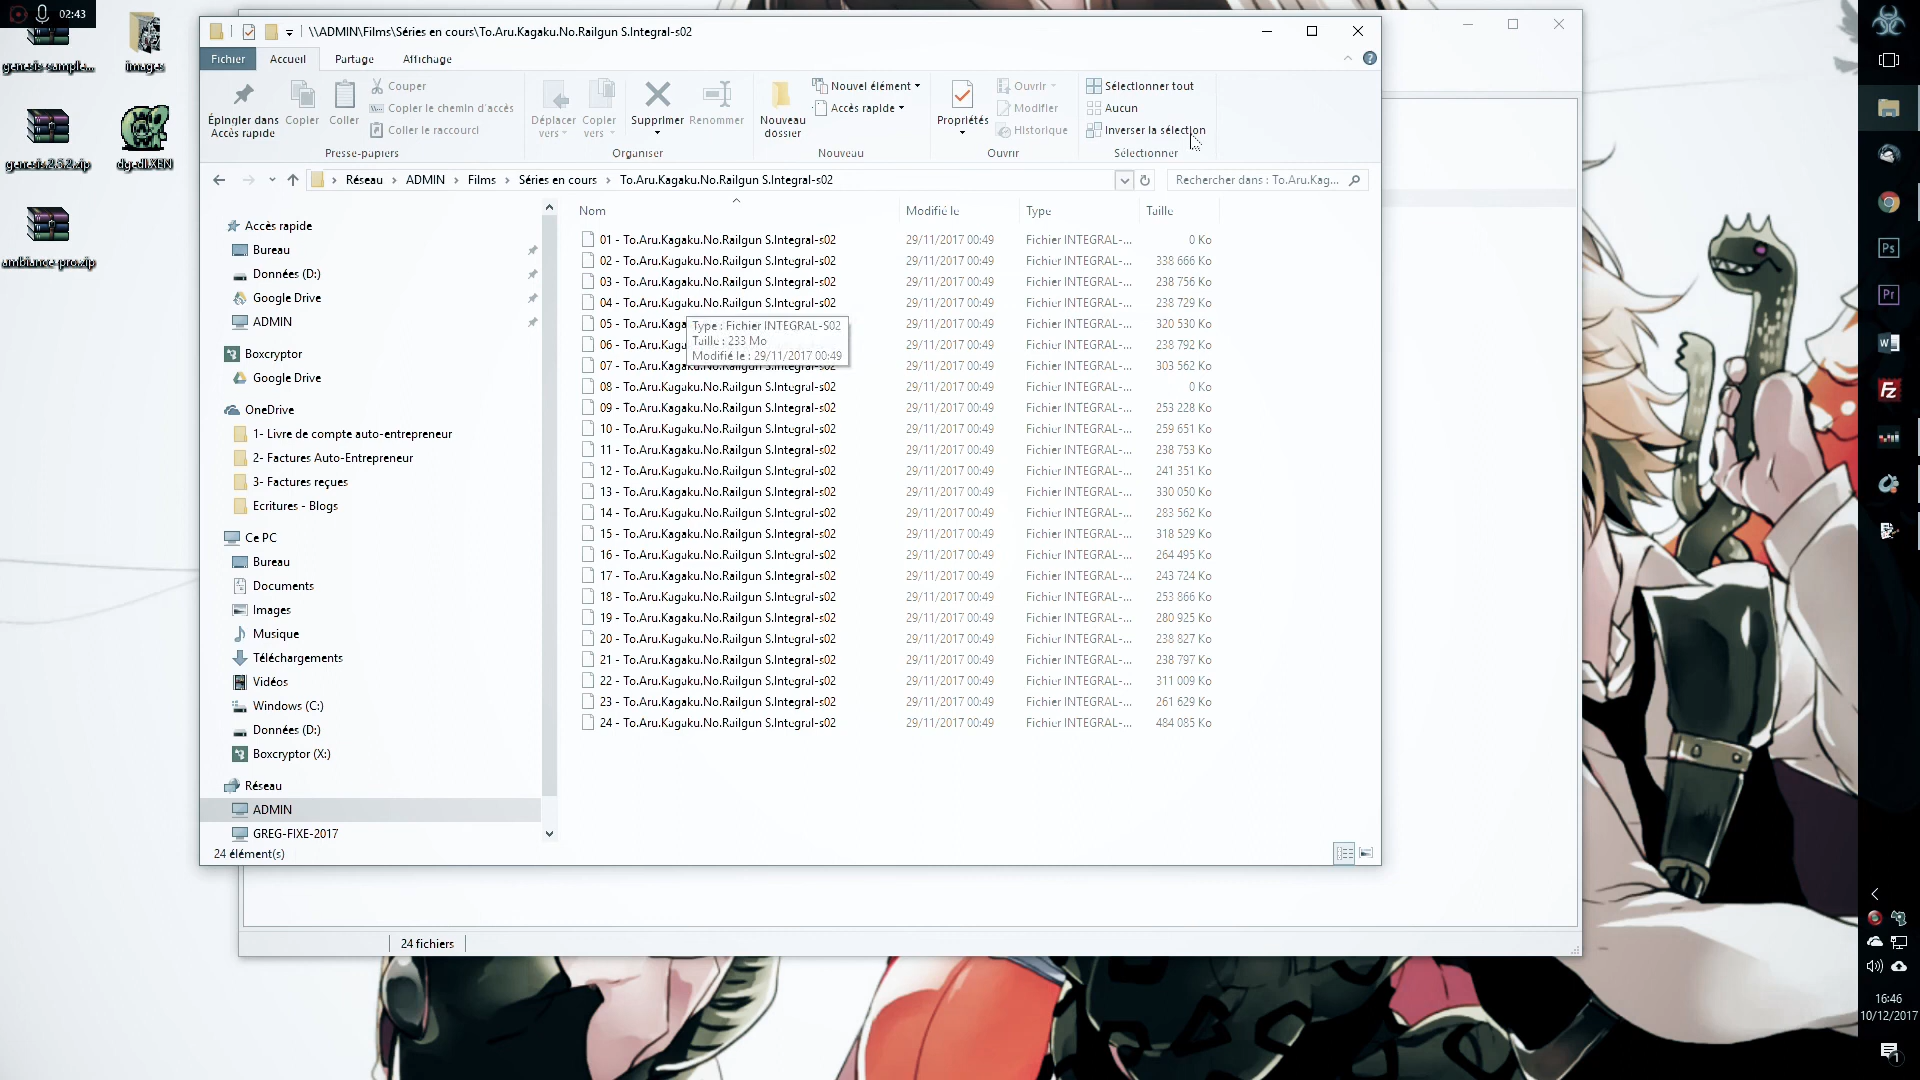 02:43
genesis-sample...
images
genesis.2.5.2.zip
dgedl.XEN
ambiance-pro.zip
\\ADMIN\Films\Séries en cours\To.Aru.Kagaku.No.Railgun S.Integral-s02
Fichier
Accueil
Partage
Affichage
Épingler dans
Accès rapide
Copier
Coller
Couper
Copier le chemin d'accès
Coller le raccourci
Presse-papiers
Déplacer
vers
Copier
vers
Supprimer
Renommer
Organiser
Nouveau
dossier
Nouvel élément
Accès rapide
Nouveau
Propriétés
Ouvrir
Modifier
Historique
Ouvrir
Sélectionner tout
Aucun
Inverser la sélection
Sélectionner
Réseau > ADMIN > Films > Séries en cours > To.Aru.Kagaku.No.Railgun S.Integral-s02
Rechercher dans : To.Aru.Kag...
Accès rapide
Bureau
Données (D:)
Google Drive
ADMIN
Boxcryptor
Google Drive
OneDrive
1- Livre de compte auto-entrepreneur
2- Factures Auto-Entrepreneur
3- Factures reçues
Ecritures - Blogs
Ce PC
Bureau
Documents
Images
Musique
Téléchargements
Vidéos
Windows (C:)
Données (D:)
Boxcryptor (X:)
Réseau
ADMIN
GREG-FIXE-2017
24 élément(s)
Nom Modifié le Type Taille
01 - To.Aru.Kagaku.No.Railgun S.Integral-s02 29/11/2017 00:49 Fichier INTEGRAL-... 0 Ko
02 - To.Aru.Kagaku.No.Railgun S.Integral-s02 29/11/2017 00:49 Fichier INTEGRAL-... 338 666 Ko
03 - To.Aru.Kagaku.No.Railgun S.Integral-s02 29/11/2017 00:49 Fichier INTEGRAL-... 238 756 Ko
04 - To.Aru.Kagaku.No.Railgun S.Integral-s02 29/11/2017 00:49 Fichier INTEGRAL-... 238 729 Ko
05 - To.Aru.Kaga 29/11/2017 00:49 Fichier INTEGRAL-... 320 530 Ko
06 - To.Aru.Kaga 29/11/2017 00:49 Fichier INTEGRAL-... 238 792 Ko
07 - To.Aru.Kagaku.No.Railgun S.Integral-s02 29/11/2017 00:49 Fichier INTEGRAL-... 303 562 Ko
Type : Fichier INTEGRAL-S02
Taille : 233 Mo
Modifié le : 29/11/2017 00:49
08 - To.Aru.Kagaku.No.Railgun S.Integral-s02 29/11/2017 00:49 Fichier INTEGRAL-... 0 Ko
09 - To.Aru.Kagaku.No.Railgun S.Integral-s02 29/11/2017 00:49 Fichier INTEGRAL-... 253 228 Ko
10 - To.Aru.Kagaku.No.Railgun S.Integral-s02 29/11/2017 00:49 Fichier INTEGRAL-... 259 651 Ko
11 - To.Aru.Kagaku.No.Railgun S.Integral-s02 29/11/2017 00:49 Fichier INTEGRAL-... 238 753 Ko
12 - To.Aru.Kagaku.No.Railgun S.Integral-s02 29/11/2017 00:49 Fichier INTEGRAL-... 241 351 Ko
13 - To.Aru.Kagaku.No.Railgun S.Integral-s02 29/11/2017 00:49 Fichier INTEGRAL-... 330 050 Ko
14 - To.Aru.Kagaku.No.Railgun S.Integral-s02 29/11/2017 00:49 Fichier INTEGRAL-... 283 562 Ko
15 - To.Aru.Kagaku.No.Railgun S.Integral-s02 29/11/2017 00:49 Fichier INTEGRAL-... 318 529 Ko
16 - To.Aru.Kagaku.No.Railgun S.Integral-s02 29/11/2017 00:49 Fichier INTEGRAL-... 264 495 Ko
17 - To.Aru.Kagaku.No.Railgun S.Integral-s02 29/11/2017 00:49 Fichier INTEGRAL-... 243 724 Ko
18 - To.Aru.Kagaku.No.Railgun S.Integral-s02 29/11/2017 00:49 Fichier INTEGRAL-... 253 866 Ko
19 - To.Aru.Kagaku.No.Railgun S.Integral-s02 29/11/2017 00:49 Fichier INTEGRAL-... 280 925 Ko
20 - To.Aru.Kagaku.No.Railgun S.Integral-s02 29/11/2017 00:49 Fichier INTEGRAL-... 238 827 Ko
21 - To.Aru.Kagaku.No.Railgun S.Integral-s02 29/11/2017 00:49 Fichier INTEGRAL-... 238 797 Ko
22 - To.Aru.Kagaku.No.Railgun S.Integral-s02 29/11/2017 00:49 Fichier INTEGRAL-... 311 009 Ko
23 - To.Aru.Kagaku.No.Railgun S.Integral-s02 29/11/2017 00:49 Fichier INTEGRAL-... 261 629 Ko
24 - To.Aru.Kagaku.No.Railgun S.Integral-s02 29/11/2017 00:49 Fichier INTEGRAL-... 484 085 Ko
24 fichiers
Ps
Pr
W
FZ
16:46
10/12/2017
1